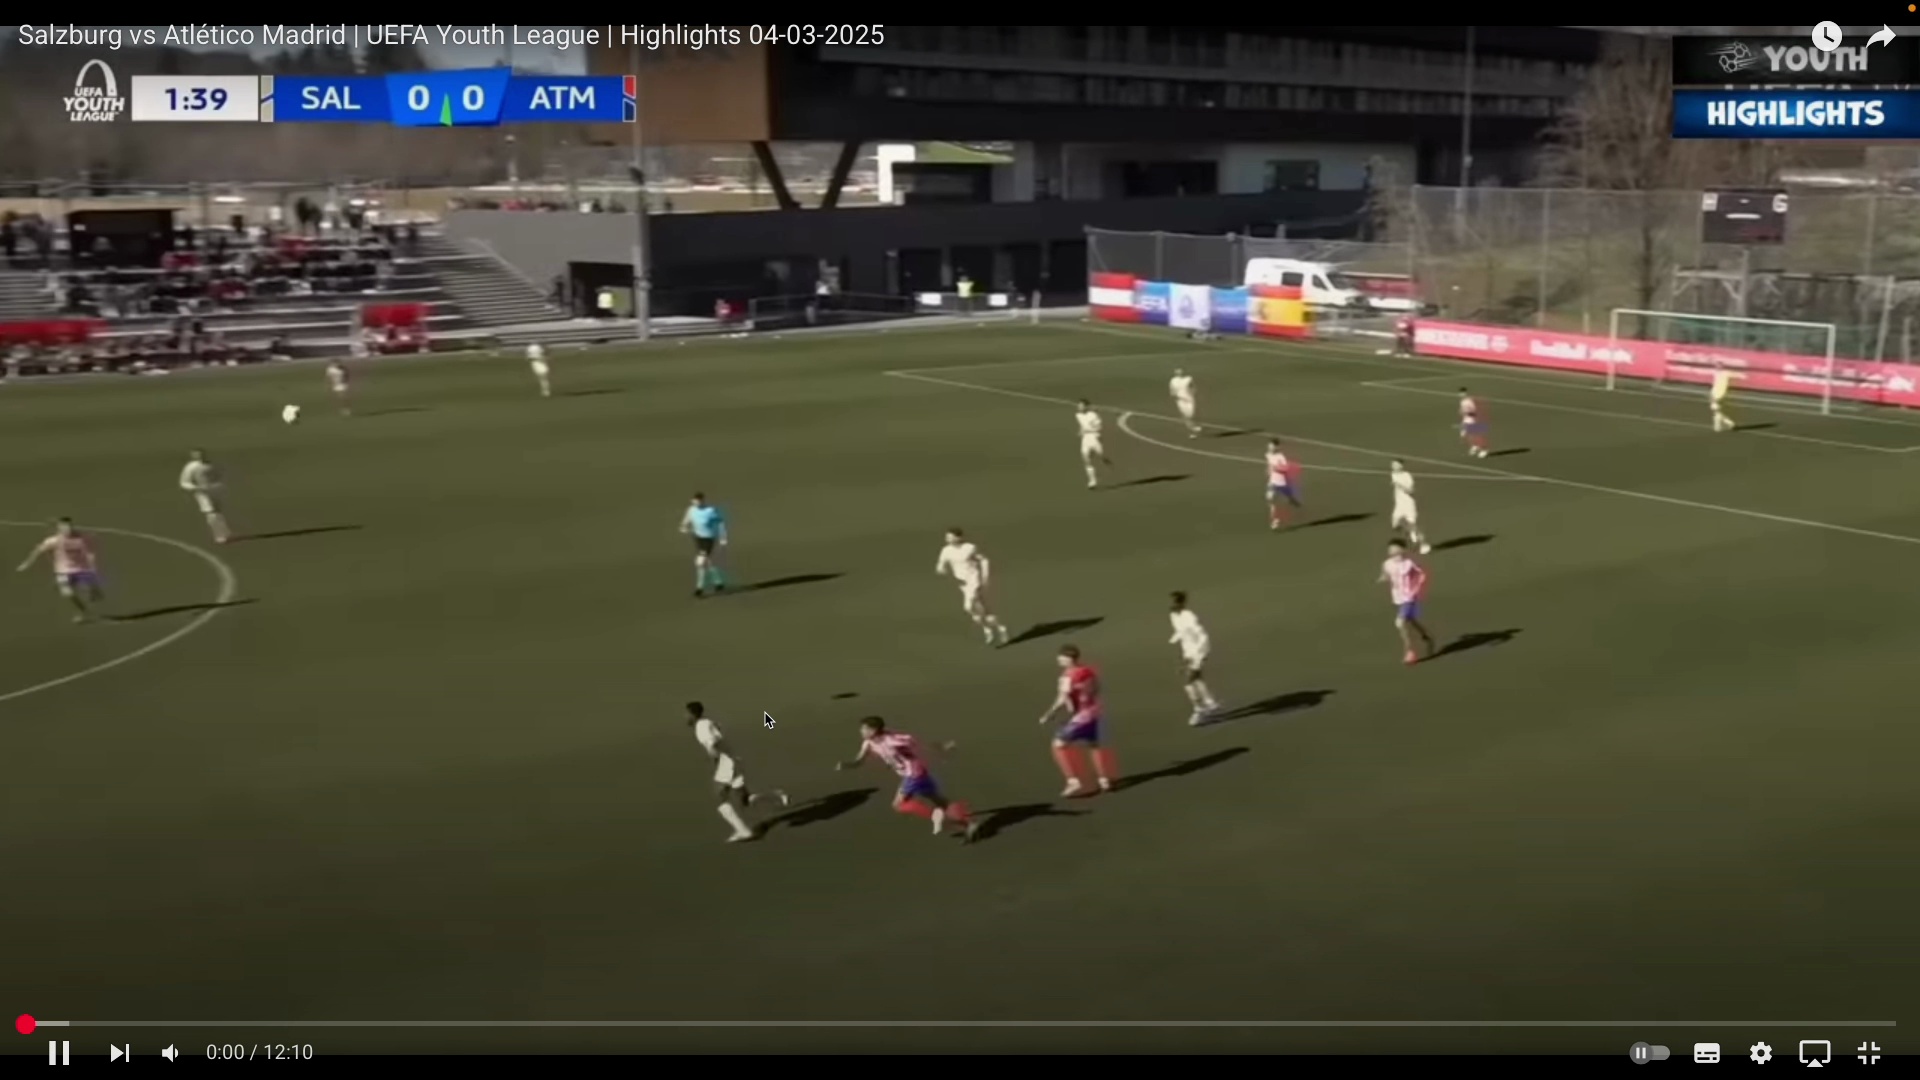 Salzburg vs Atlético Madrid | UEFA Youth League | Highlights 04-03-2025
UEFA
YOUTH
LEAGUE
1:39
SAL
0 0
ATM
YOUTH
HIGHLIGHTS
UEFA
0:00 / 12:10